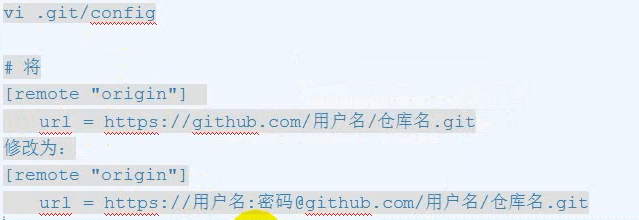 vi .git/config
# 将
[remote "origin"]
url = https://github.com/用户名/仓库名.git
修改为:
[remote "origin"]
url = https://用户名:密码@github.com/用户名/仓库名.git